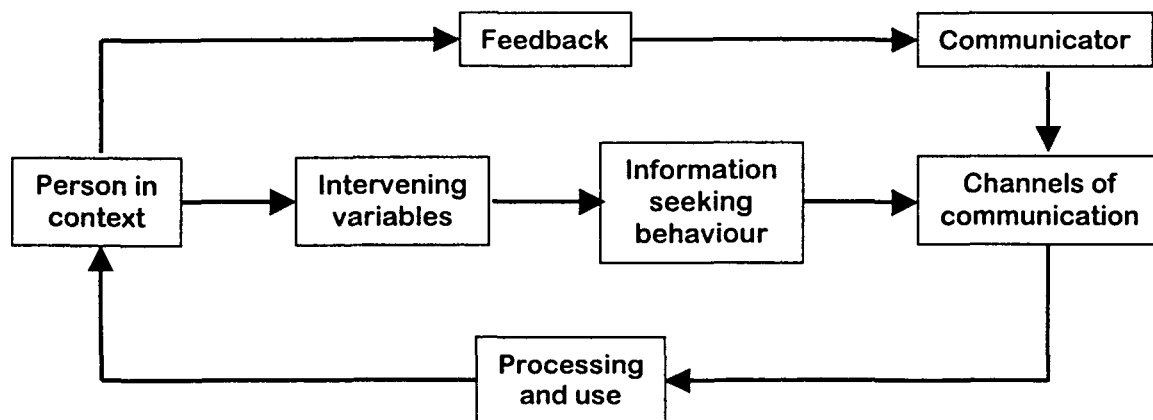 Feedback
Communicator
Person in
context
Intervening
variables
Information
seeking
behaviour
Channels of
communication
Processing
and use